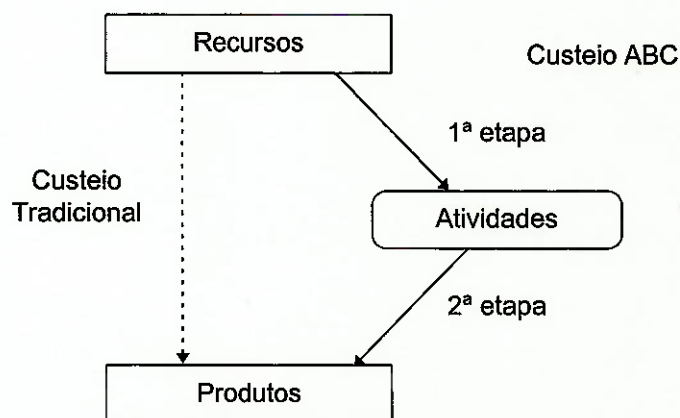 Recursos
Custeio ABC
1ª etapa
Custeio
Tradicional
Atividades
2ª etapa
Produtos